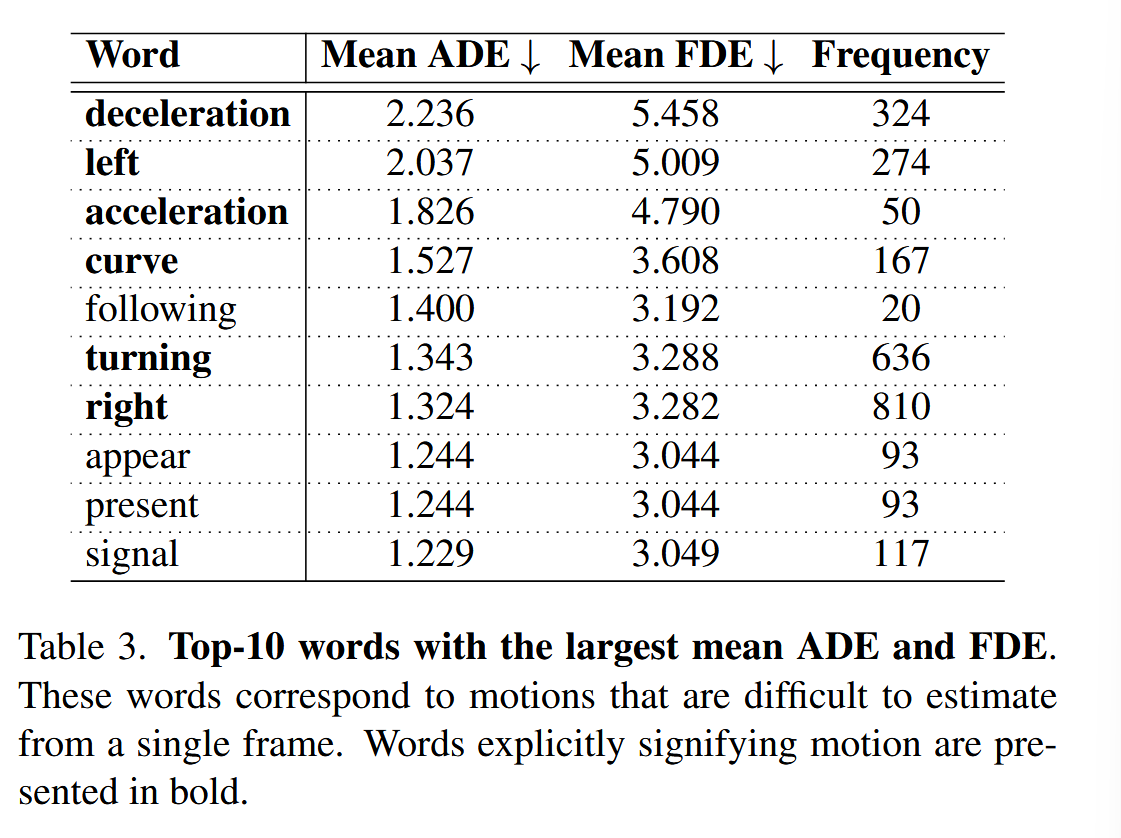 Word Mean ADE ↓ Mean FDE ↓ Frequency
deceleration 2.236 5.458 324
left 2.037 5.009 274
acceleration 1.826 4.790 50
curve 1.527 3.608 167
following 1.400 3.192 20
turning 1.343 3.288 636
right 1.324 3.282 810
appear 1.244 3.044 93
present 1.244 3.044 93
signal 1.229 3.049 117
Table 3. Top-10 words with the largest mean ADE and FDE.
These words correspond to motions that are difficult to estimate
from a single frame. Words explicitly signifying motion are pre-
sented in bold.